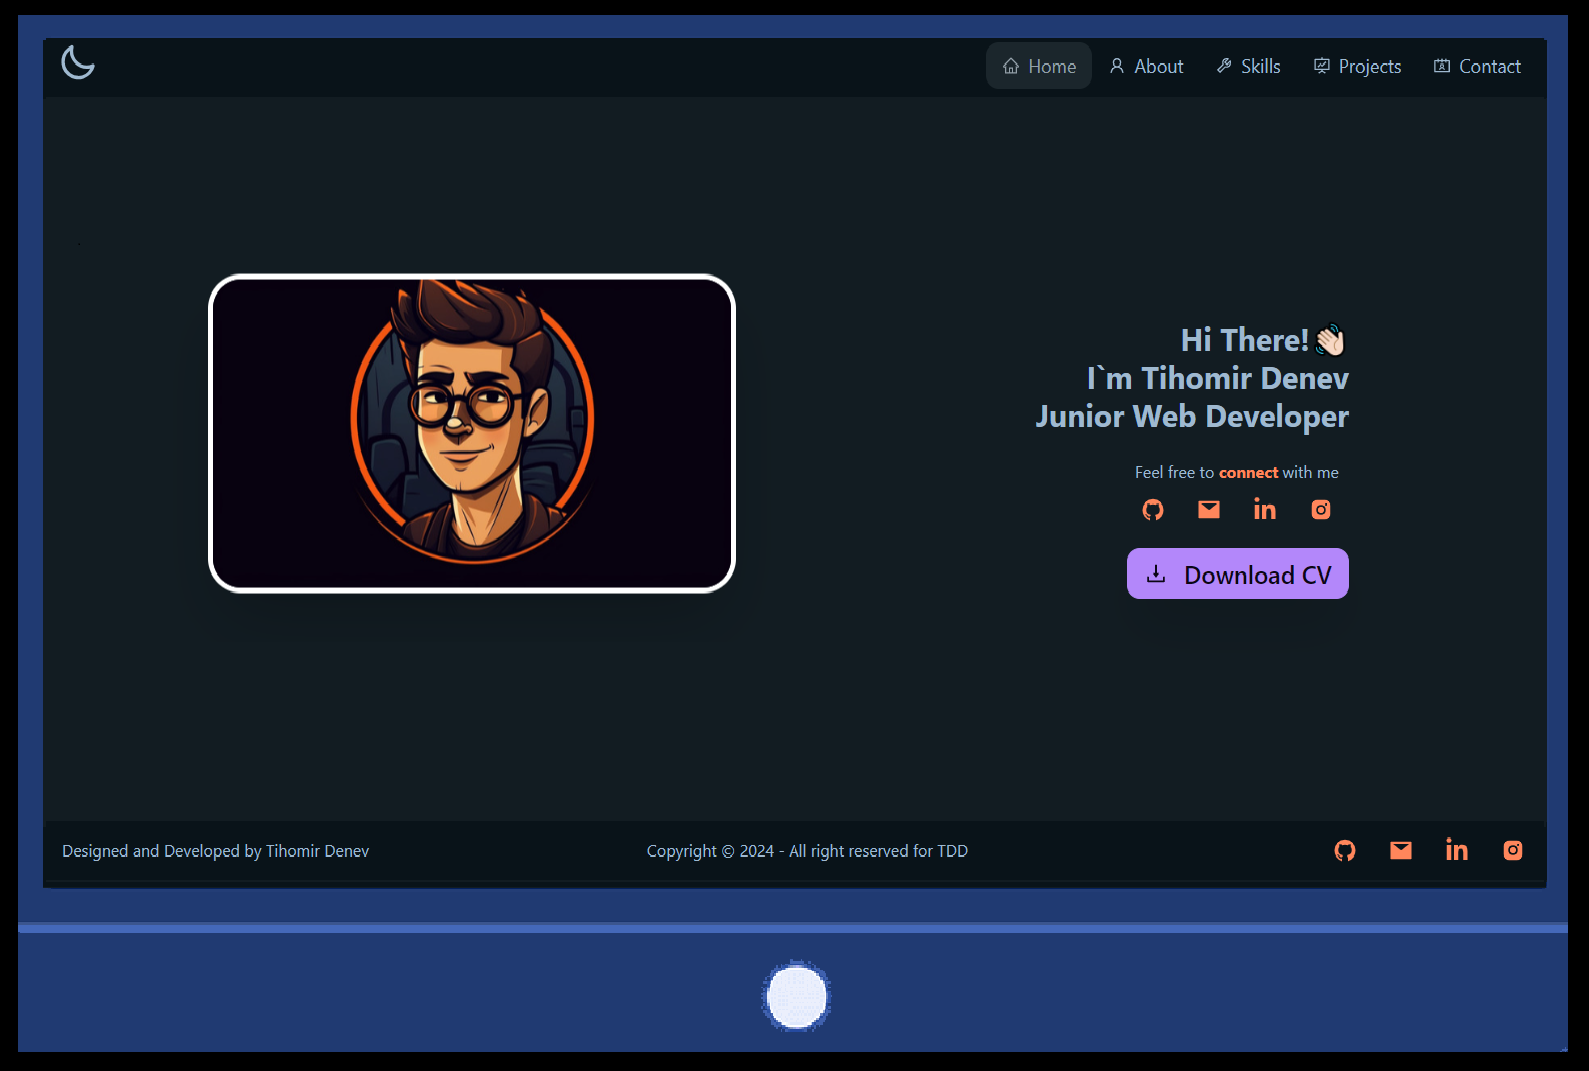 Home About Skills Projects Contact
Hi There!👋🏻
I`m Tihomir Denev
Junior Web Developer
Feel free to connect with me
in
Download CV
Designed and Developed by Tihomir Denev
Copyright © 2024 - All right reserved for TDD
in